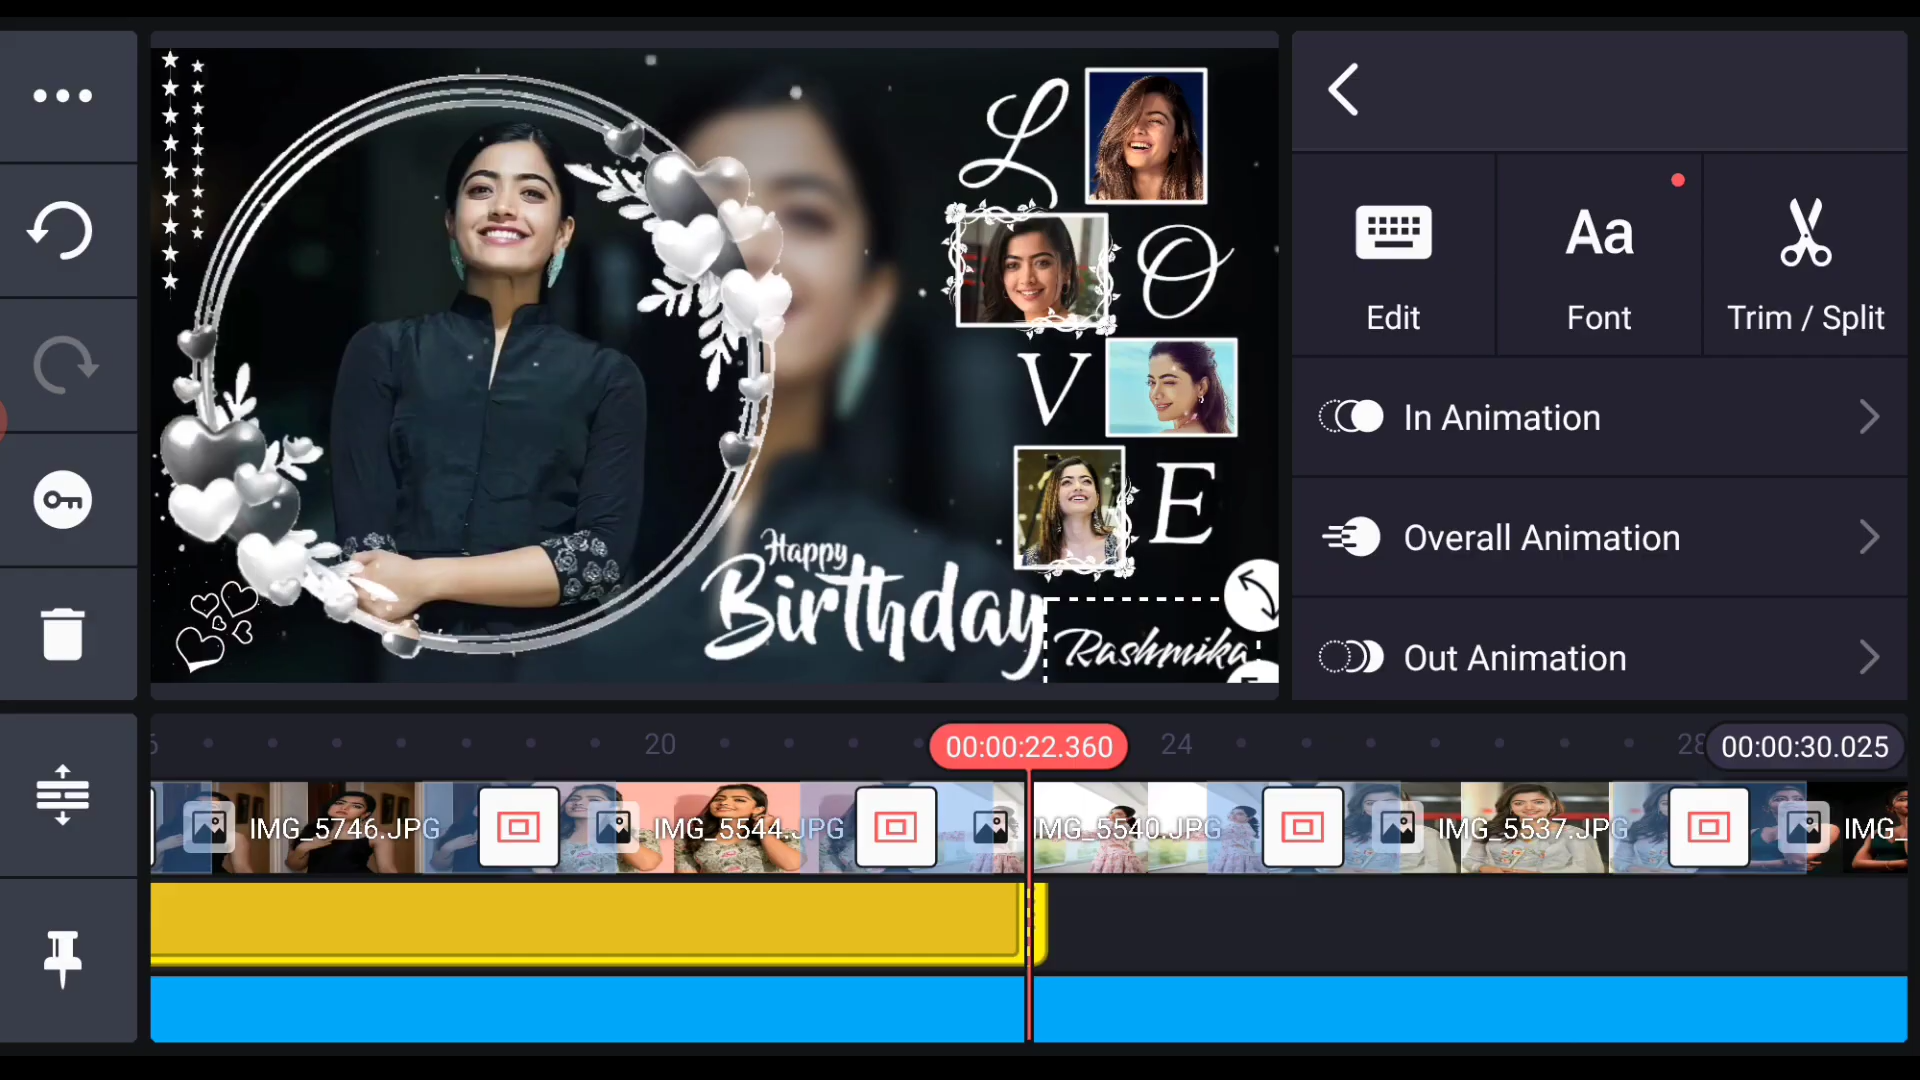 L
O
V
E
Happy
Birthday
Rashmika
Aa
Edit
Font
Trim / Split
In Animation
Overall Animation
Out Animation
20
00:00:22.360
24
28
00:00:30.025
IMG_5746.JPG
IMG_5544.JPG
IMG_5540.JPG
IMG_5537.JPG
IMG_